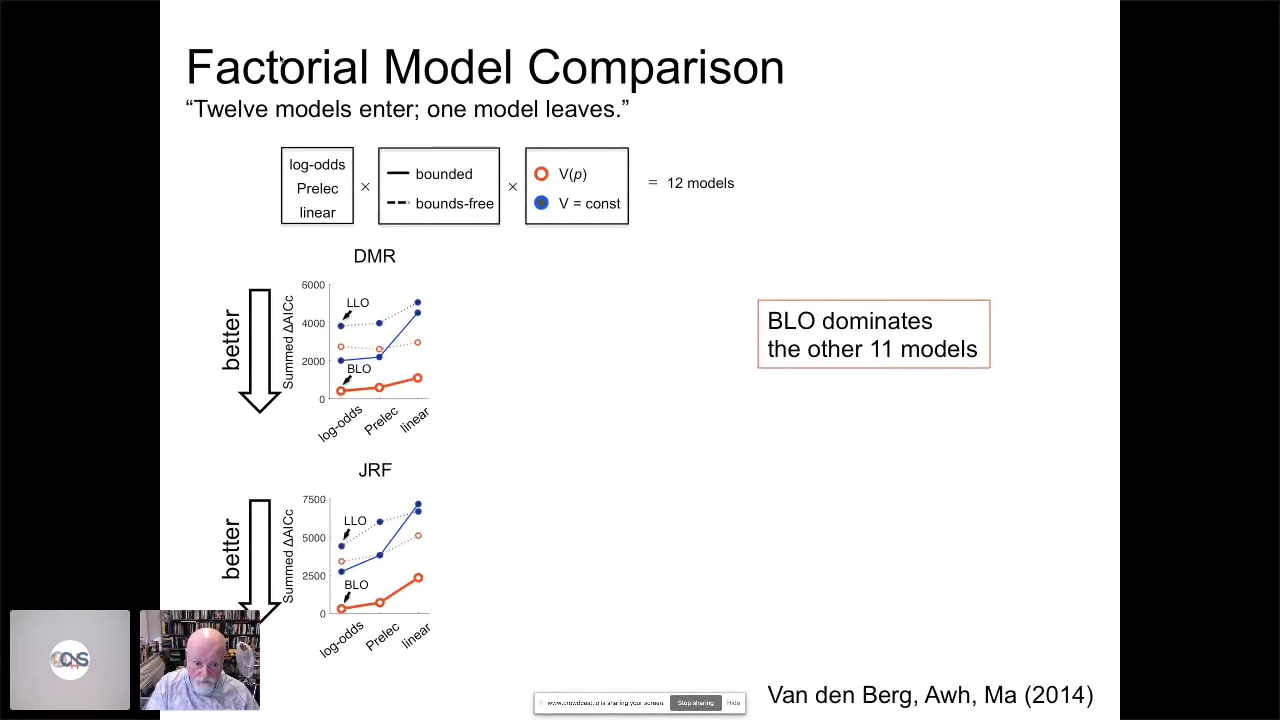 Factorial Model Comparison
“Twelve models enter; one model leaves.”
log-odds
Prelec
linear
×
bounded
bounds-free
×
V(p)
V = const
= 12 models
DMR
better
Summed ΔAICc
6000
4000
2000
0
LLO
BLO
log-odds
Prelec
linear
BLO dominates
the other 11 models
JRF
better
Summed ΔAICc
7500
5000
2500
0
LLO
BLO
log-odds
Prelec
linear
www.crowdcast.io is sharing your screen.
Stop sharing
Hide
Van den Berg, Awh, Ma (2014)